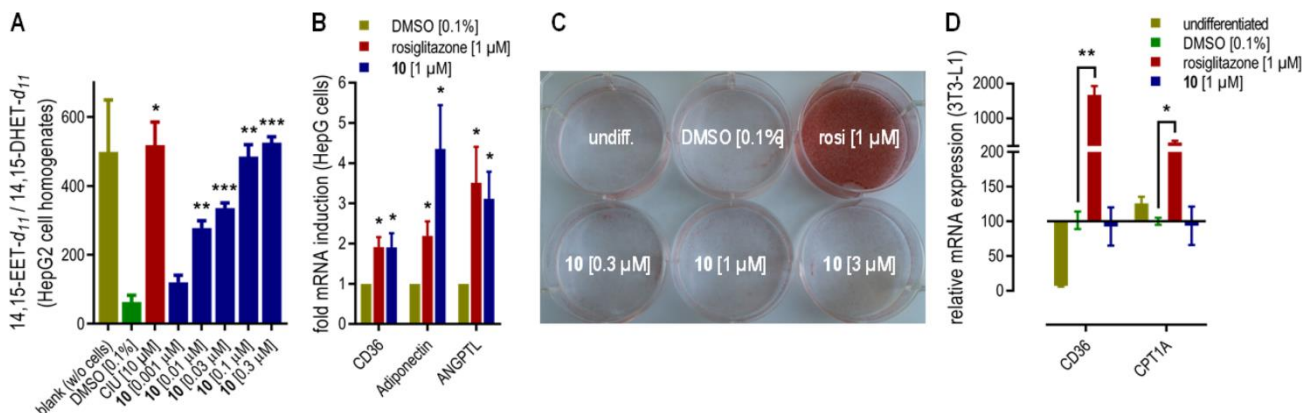 A
14,15-EET-d11 / 14,15-DHET-d11
(HepG2 cell homogenates)
600
400
200
0
*
**
***
**
***
blank (w/o cells)
DMSO [0.1%]
CIU [10 µM]
10 [0.001 µM]
10 [0.01 µM]
10 [0.03 µM]
10 [0.1 µM]
10 [0.3 µM]
B
DMSO [0.1%]
rosiglitazone [1 µM]
10 [1 µM]
fold mRNA induction (HepG cells)
6
5
4
3
2
1
0
* *
* *
* *
CD36
Adiponectin
ANGPTL
C
undiff.
DMSO [0.1%]
rosi [1 µM]
10 [0.3 µM]
10 [1 µM]
10 [3 µM]
D
undifferentiated
DMSO [0.1%]
rosiglitazone [1 µM]
10 [1 µM]
relative mRNA expression (3T3-L1)
2000
1000
200
150
100
50
0
**
*
CD36
CPT1A